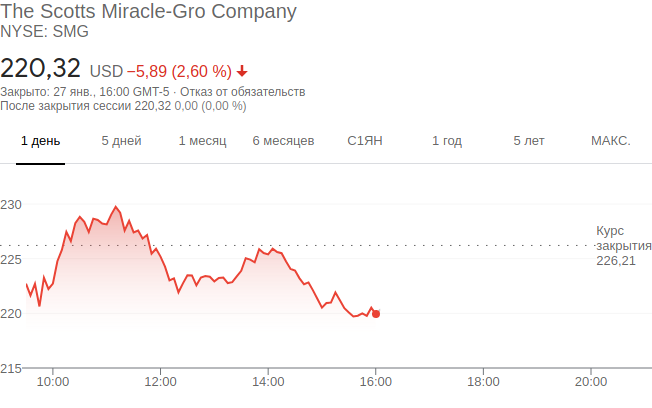 The Scotts Miracle-Gro Company
NYSE: SMG
220,32 USD −5,89 (2,60 %)
Закрыто: 27 янв., 16:00 GMT-5 · Отказ от обязательств
После закрытия сессии 220,32 0,00 (0,00 %)
1 день 5 дней 1 месяц 6 месяцев С1ЯН 1 год 5 лет МАКС.
230
Курс
закрытия
226,21
225
220
215
10:00 12:00 14:00 16:00 18:00 20:00